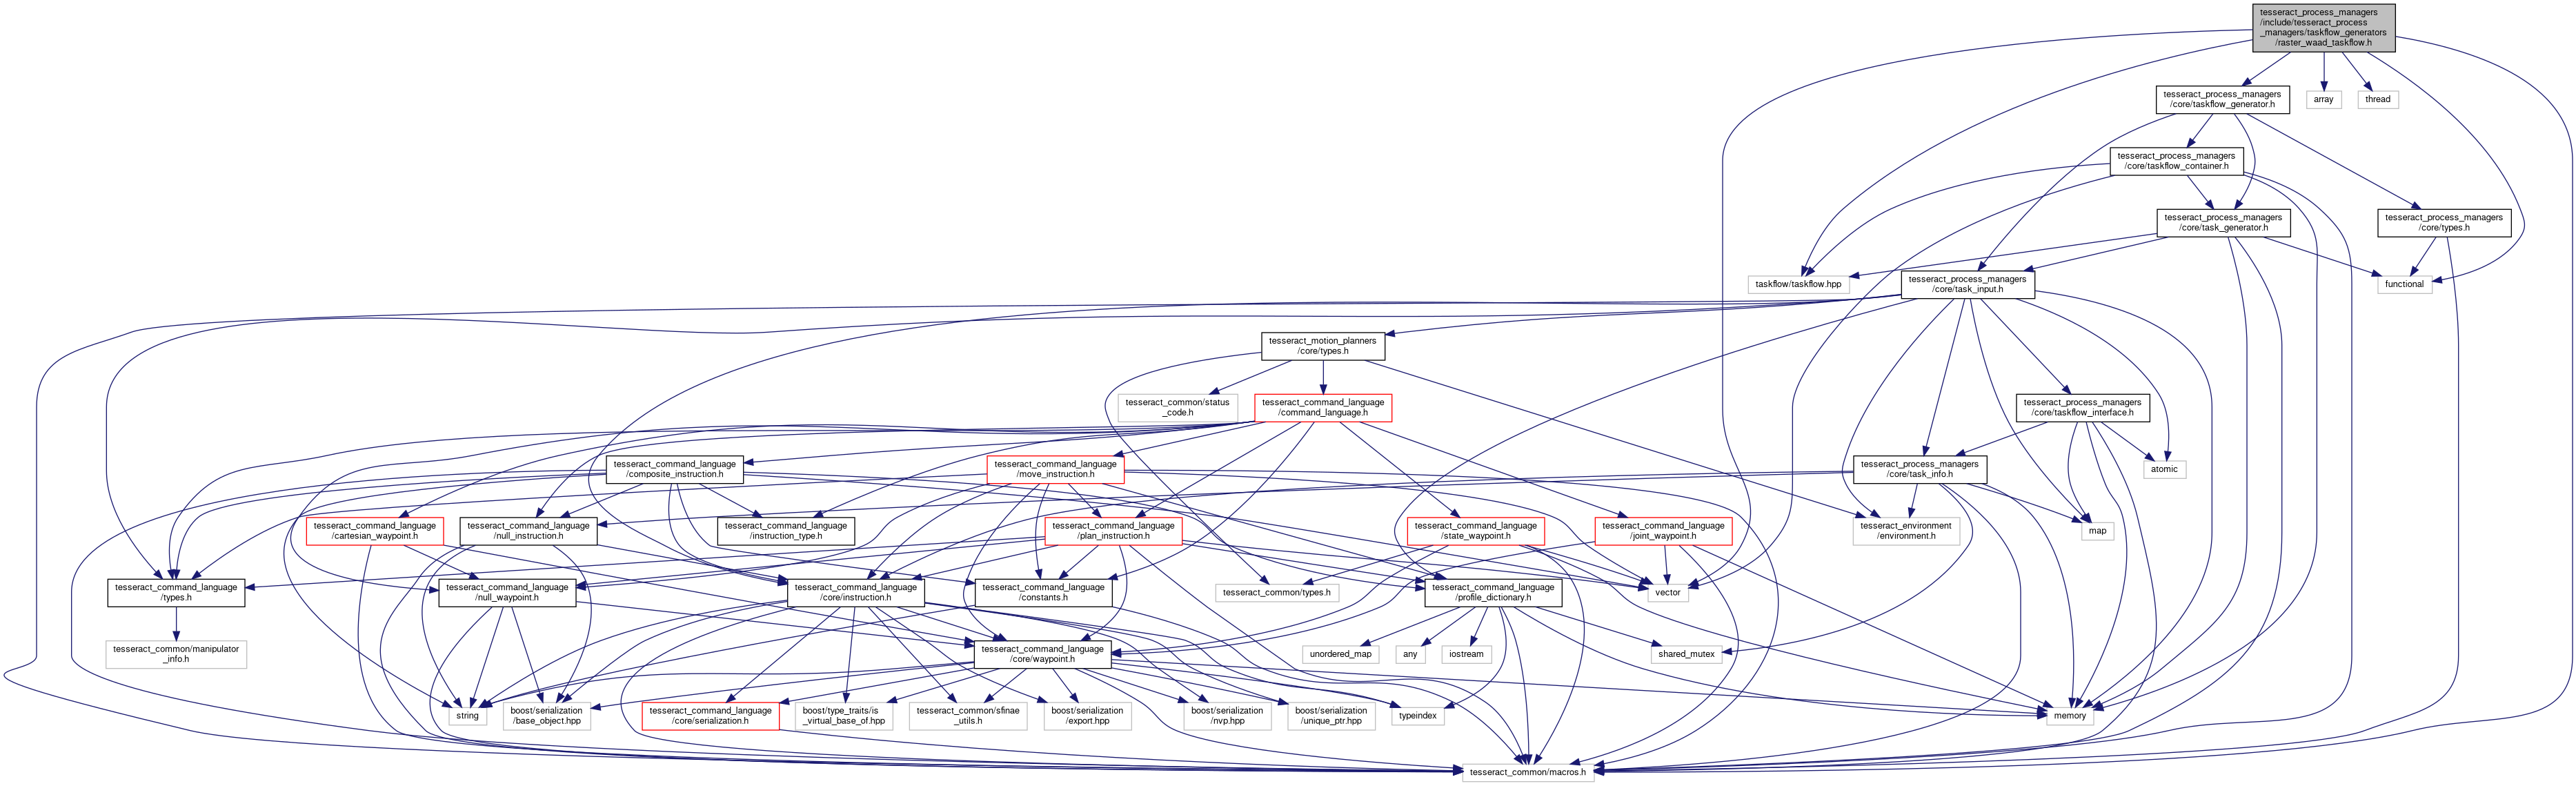 tesseract_process_managers
/include/tesseract_process
_managers/taskflow_generators
/raster_waad_taskflow.h
tesseract_process_managers
/core/taskflow_generator.h
array
thread
tesseract_process_managers
/core/taskflow_container.h
tesseract_process_managers
/core/task_generator.h
tesseract_process_managers
/core/types.h
taskflow/taskflow.hpp
tesseract_process_managers
/core/task_input.h
functional
tesseract_motion_planners
/core/types.h
tesseract_common/status
_code.h
tesseract_command_language
/command_language.h
tesseract_process_managers
/core/taskflow_interface.h
tesseract_command_language
/composite_instruction.h
tesseract_command_language
/move_instruction.h
tesseract_process_managers
/core/task_info.h
atomic
tesseract_command_language
/cartesian_waypoint.h
tesseract_command_language
/null_instruction.h
tesseract_command_language
/instruction_type.h
tesseract_command_language
/plan_instruction.h
tesseract_command_language
/state_waypoint.h
tesseract_command_language
/joint_waypoint.h
tesseract_environment
/environment.h
map
tesseract_command_language
/types.h
tesseract_command_language
/null_waypoint.h
tesseract_command_language
/core/instruction.h
tesseract_command_language
/constants.h
tesseract_common/types.h
tesseract_command_language
/profile_dictionary.h
vector
tesseract_common/manipulator
_info.h
tesseract_command_language
/core/waypoint.h
unordered_map
any
iostream
shared_mutex
string
boost/serialization
/base_object.hpp
tesseract_command_language
/core/serialization.h
boost/type_traits/is
_virtual_base_of.hpp
tesseract_common/sfinae
_utils.h
boost/serialization
/export.hpp
boost/serialization
/nvp.hpp
boost/serialization
/unique_ptr.hpp
typeindex
memory
tesseract_common/macros.h